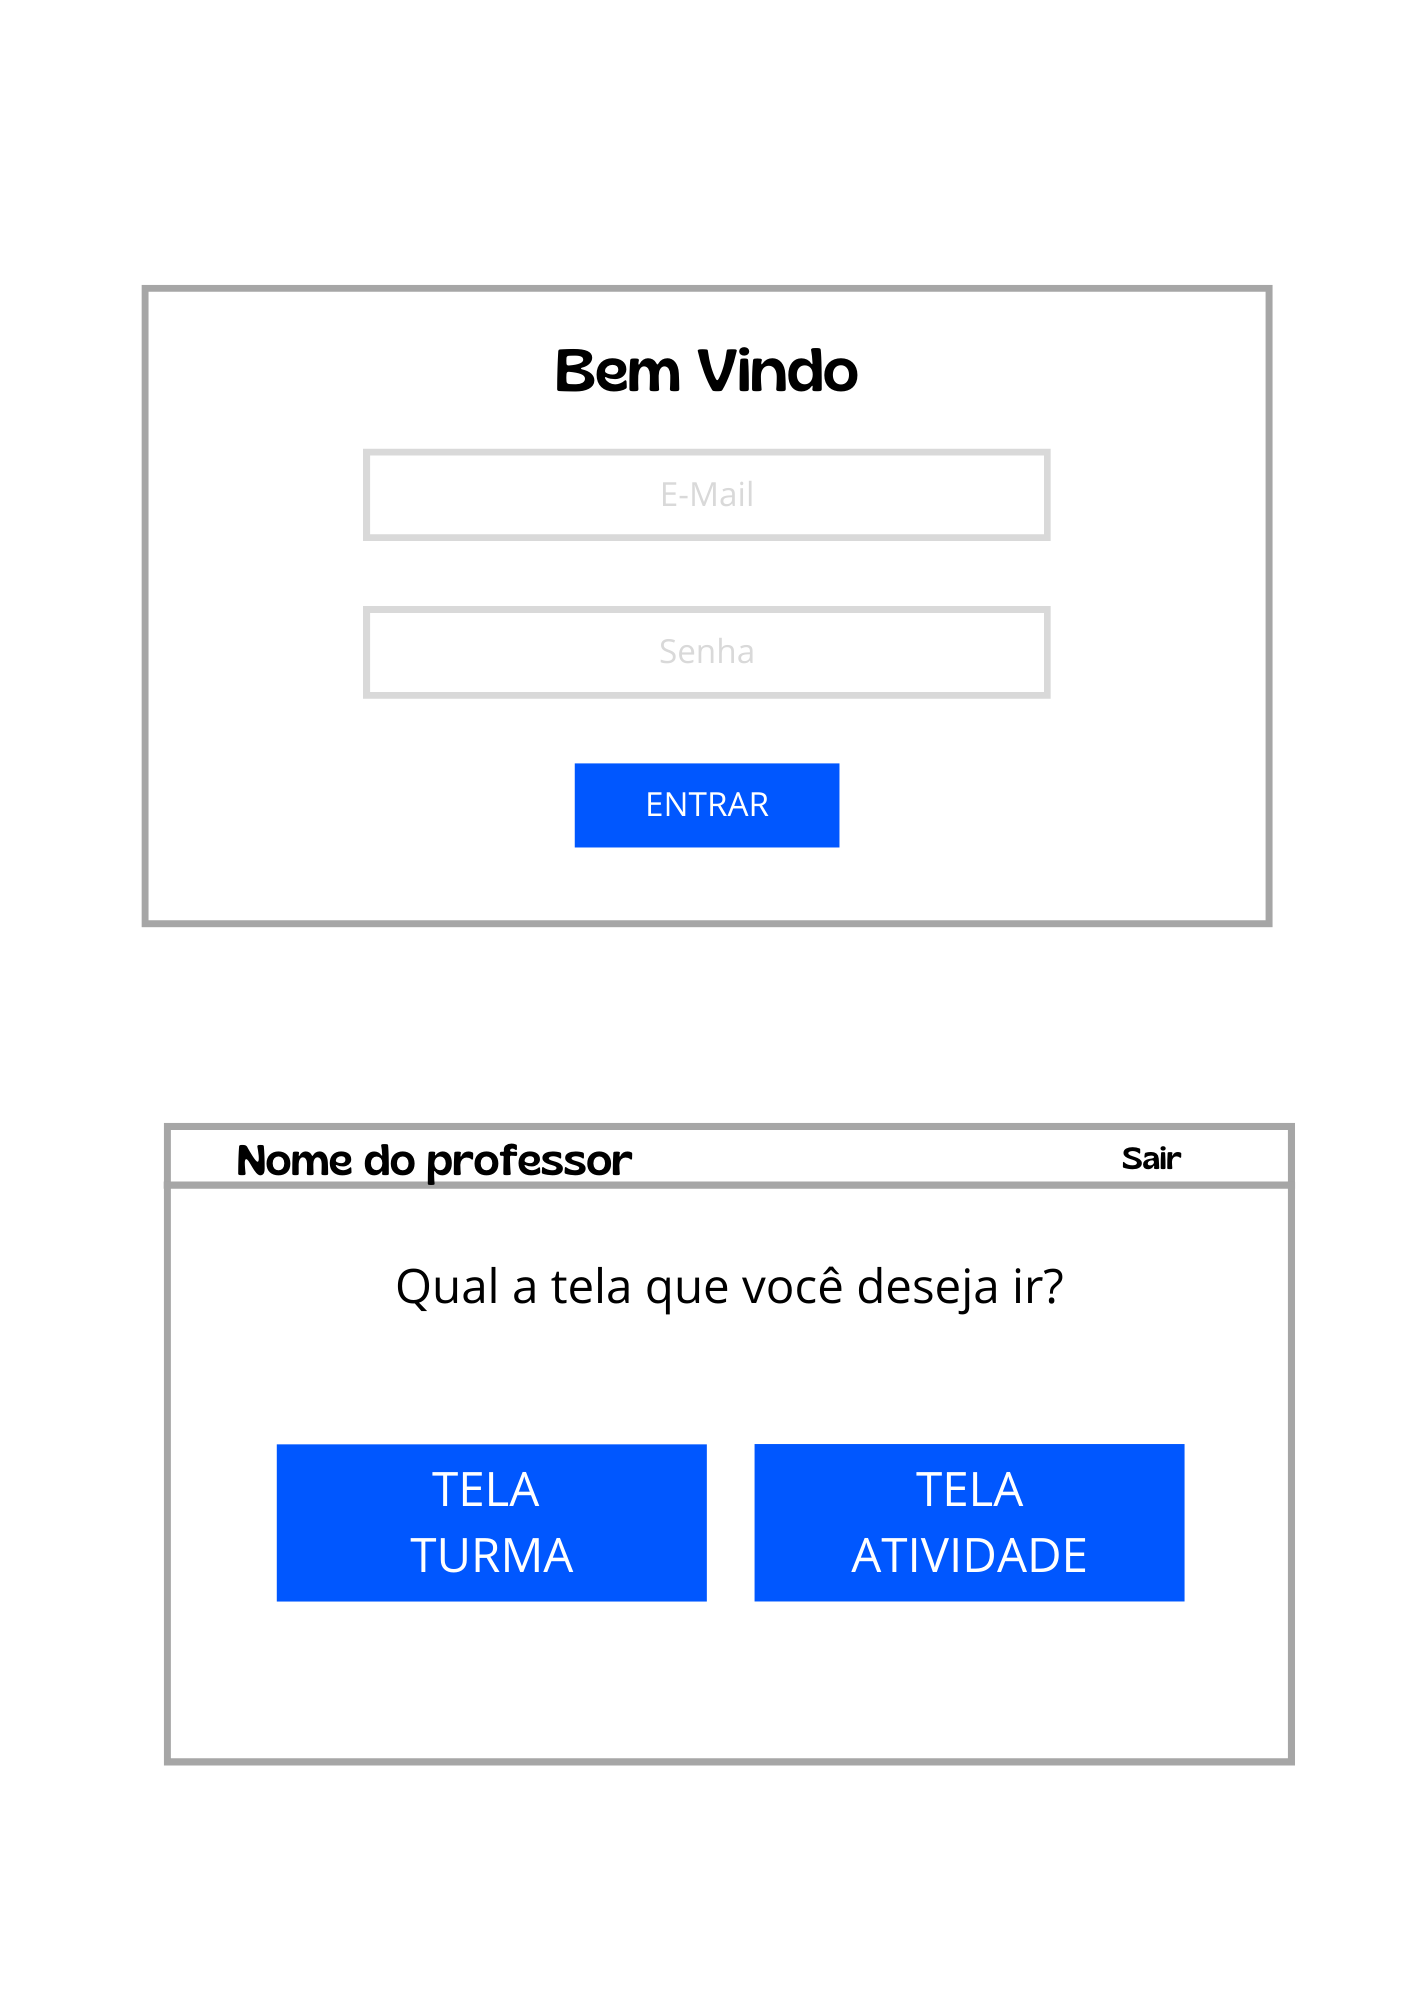 Bem Vindo
E-Mail
Senha
ENTRAR
Nome do professor
Sair
Qual a tela que você deseja ir?
TELA
TURMA
TELA
ATIVIDADE